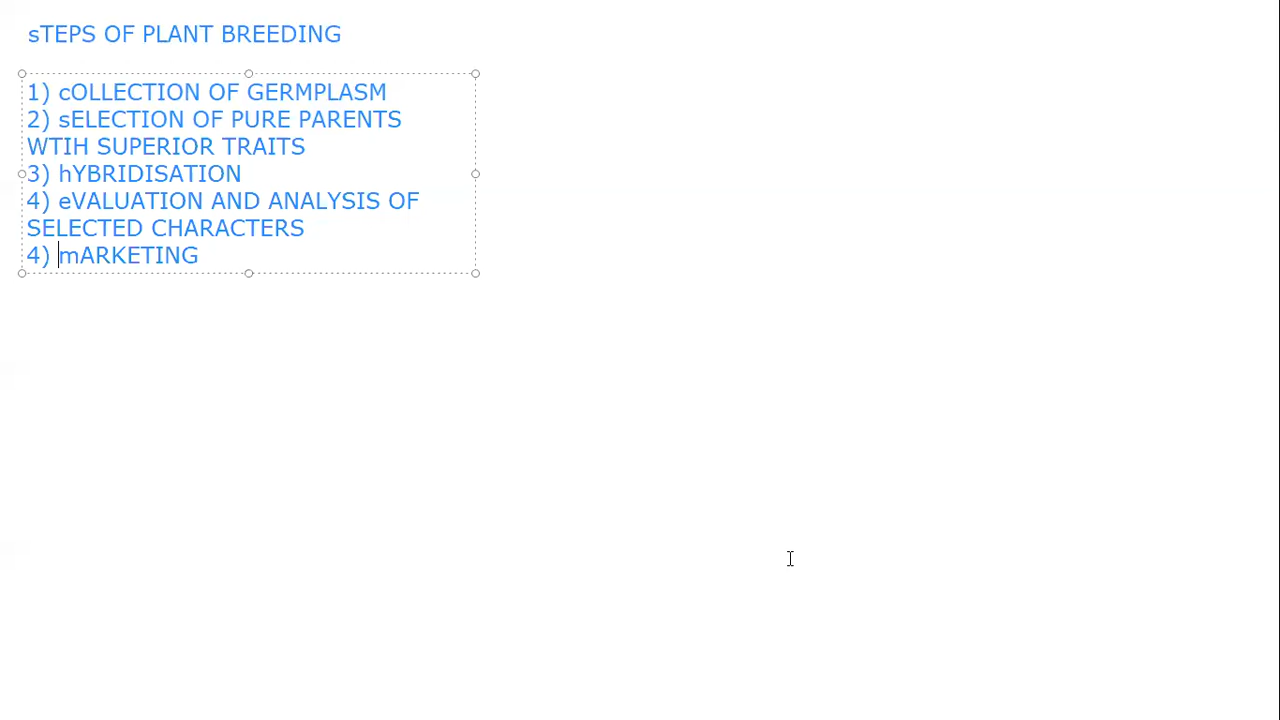 sTEPS OF PLANT BREEDING
1) cOLLECTION OF GERMPLASM
2) sELECTION OF PURE PARENTS
WTIH SUPERIOR TRAITS
3) hYBRIDISATION
4) eVALUATION AND ANALYSIS OF
SELECTED CHARACTERS
4) mARKETING